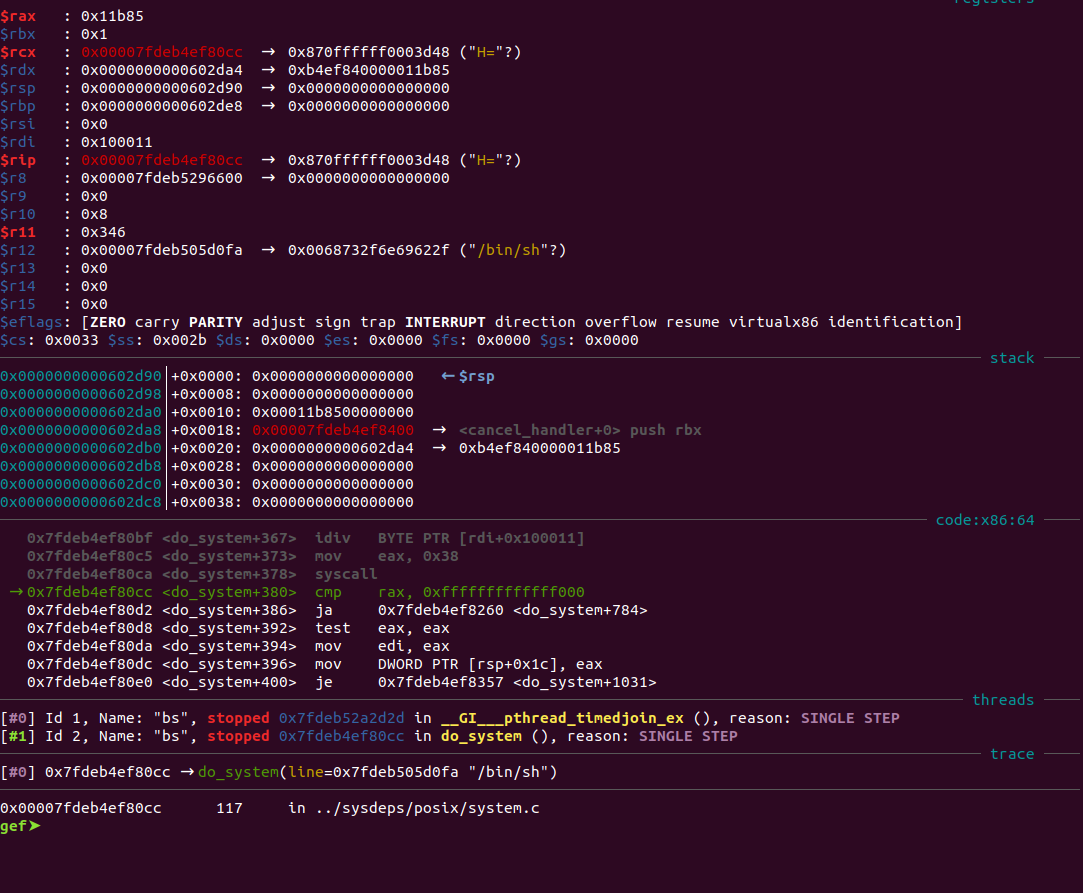 registers
$rax   : 0x11b85
$rbx   : 0x1
$rcx   : 0x00007fdeb4ef80cc  →  0x870ffffff0003d48 ("H="?)
$rdx   : 0x0000000000602da4  →  0xb4ef840000011b85
$rsp   : 0x0000000000602d90  →  0x0000000000000000
$rbp   : 0x0000000000602de8  →  0x0000000000000000
$rsi   : 0x0
$rdi   : 0x100011
$rip   : 0x00007fdeb4ef80cc  →  0x870ffffff0003d48 ("H="?)
$r8    : 0x00007fdeb5296600  →  0x0000000000000000
$r9    : 0x0
$r10   : 0x8
$r11   : 0x346
$r12   : 0x00007fdeb505d0fa  →  0x0068732f6e69622f ("/bin/sh"?)
$r13   : 0x0
$r14   : 0x0
$r15   : 0x0
$eflags: [ZERO carry PARITY adjust sign trap INTERRUPT direction overflow resume virtualx86 identification]
$cs: 0x0033 $ss: 0x002b $ds: 0x0000 $es: 0x0000 $fs: 0x0000 $gs: 0x0000
stack
0x0000000000602d90│+0x0000: 0x0000000000000000   ← $rsp
0x0000000000602d98│+0x0008: 0x0000000000000000
0x0000000000602da0│+0x0010: 0x00011b8500000000
0x0000000000602da8│+0x0018: 0x00007fdeb4ef8400  →  <cancel_handler+0> push rbx
0x0000000000602db0│+0x0020: 0x0000000000602da4  →  0xb4ef840000011b85
0x0000000000602db8│+0x0028: 0x0000000000000000
0x0000000000602dc0│+0x0030: 0x0000000000000000
0x0000000000602dc8│+0x0038: 0x0000000000000000
code:x86:64
0x7fdeb4ef80bf <do_system+367>  idiv   BYTE PTR [rdi+0x100011]
0x7fdeb4ef80c5 <do_system+373>  mov    eax, 0x38
0x7fdeb4ef80ca <do_system+378>  syscall
→ 0x7fdeb4ef80cc <do_system+380>  cmp    rax, 0xfffffffffffff000
0x7fdeb4ef80d2 <do_system+386>  ja     0x7fdeb4ef8260 <do_system+784>
0x7fdeb4ef80d8 <do_system+392>  test   eax, eax
0x7fdeb4ef80da <do_system+394>  mov    edi, eax
0x7fdeb4ef80dc <do_system+396>  mov    DWORD PTR [rsp+0x1c], eax
0x7fdeb4ef80e0 <do_system+400>  je     0x7fdeb4ef8357 <do_system+1031>
threads
[#0] Id 1, Name: "bs", stopped 0x7fdeb52a2d2d in __GI___pthread_timedjoin_ex (), reason: SINGLE STEP
[#1] Id 2, Name: "bs", stopped 0x7fdeb4ef80cc in do_system (), reason: SINGLE STEP
trace
[#0] 0x7fdeb4ef80cc → do_system(line=0x7fdeb505d0fa "/bin/sh")
0x00007fdeb4ef80cc      117     in ../sysdeps/posix/system.c
gef➤